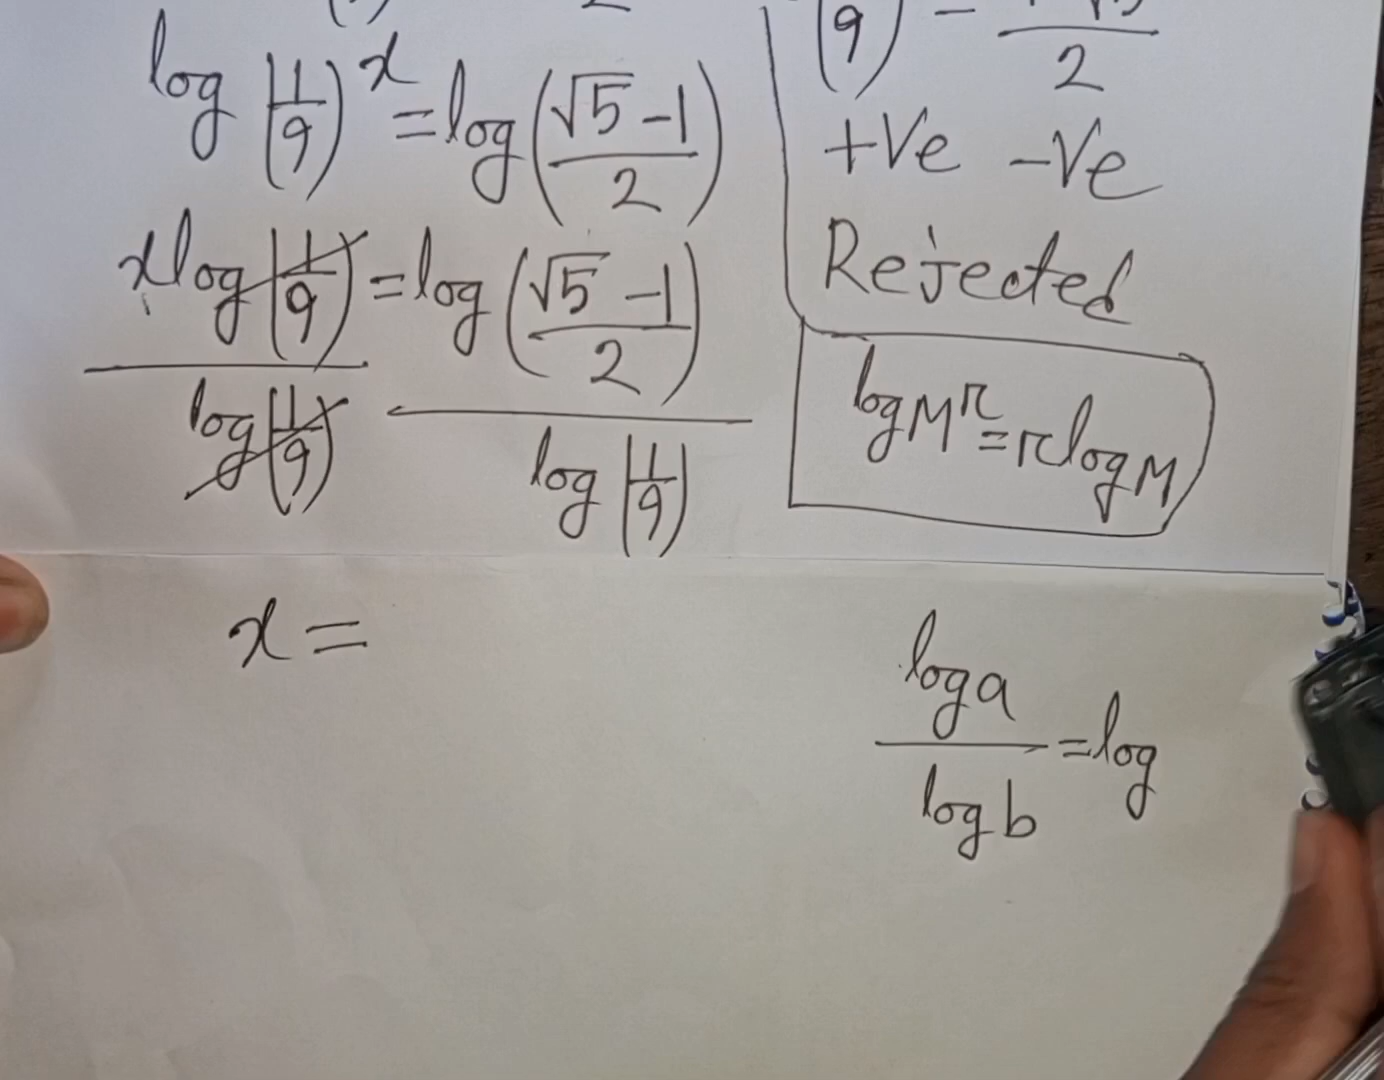 log (1/9)^x = log ((√5 - 1)/2)
x log (1/9) / log (1/9) = log ((√5 - 1)/2) / log (1/9)
x =
(9) −
2
+Ve −Ve
Rejected
log M^r = r log M
log a / log b = log